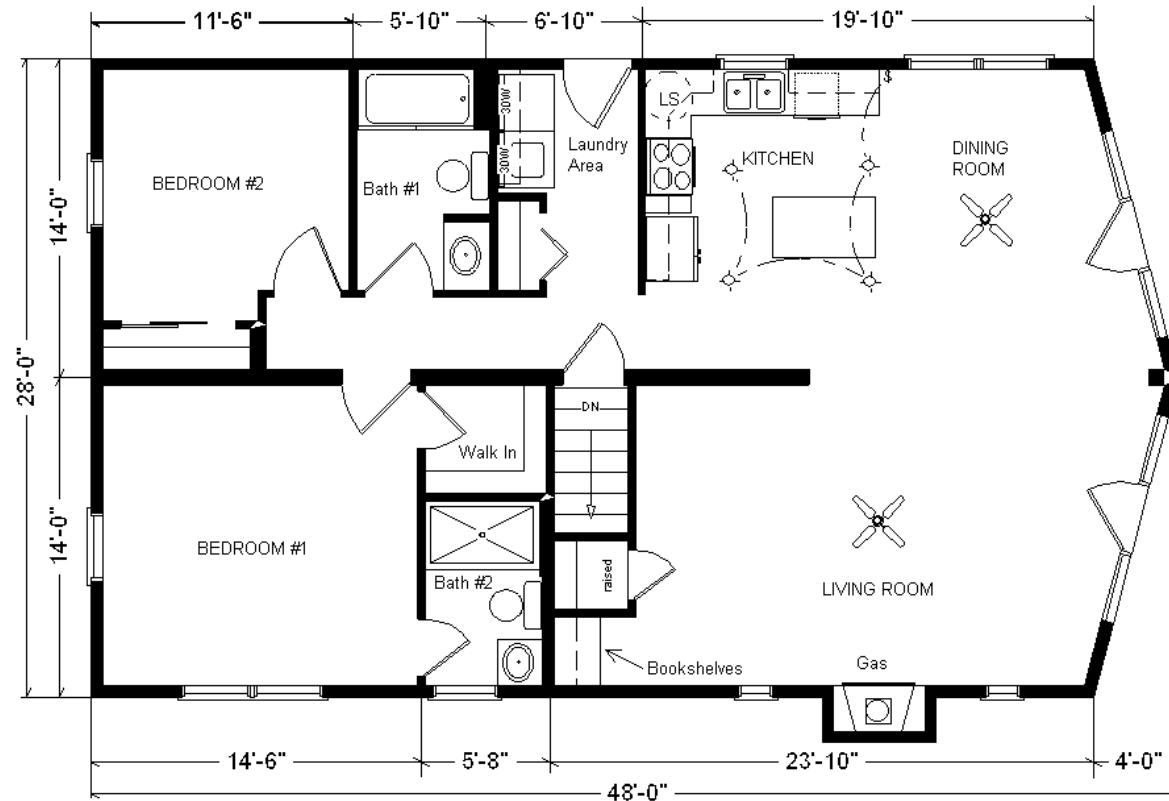 11'-6"
5'-10"
6'-10"
19'-10"
30W
LS
$
Laundry
Area
KITCHEN
DINING
ROOM
BEDROOM #2
Bath #1
30W
14'-0"
28'-0"
DN
Walk In
14'-0"
BEDROOM #1
Bath #2
raised
LIVING ROOM
Bookshelves
Gas
14'-6"
5'-8"
23'-10"
4'-0"
48'-0"